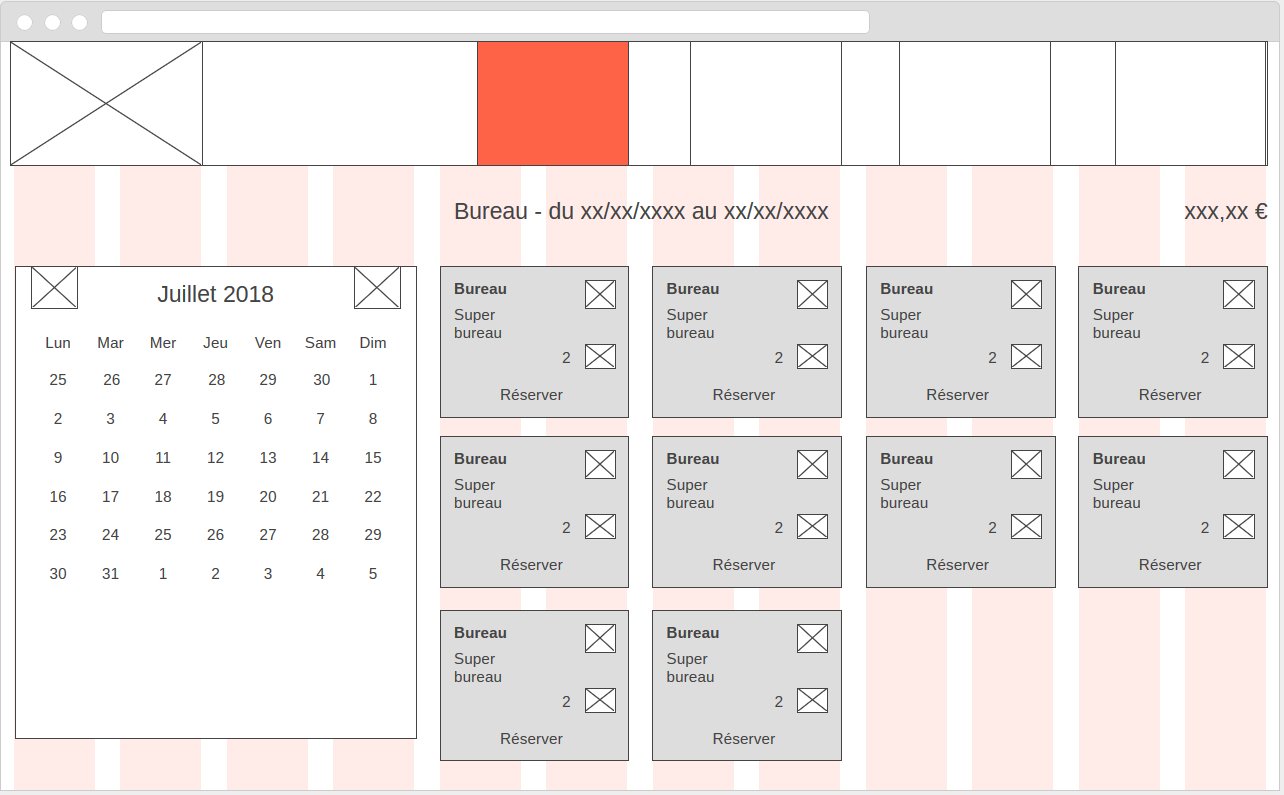 Bureau - du xx/xx/xxxx au xx/xx/xxxx xxx,xx €
Juillet 2018
Lun Mar Mer Jeu Ven Sam Dim
25 26 27 28 29 30 1
2 3 4 5 6 7 8
9 10 11 12 13 14 15
16 17 18 19 20 21 22
23 24 25 26 27 28 29
30 31 1 2 3 4 5
Bureau
Super
bureau
2
Réserver
Bureau
Super
bureau
2
Réserver
Bureau
Super
bureau
2
Réserver
Bureau
Super
bureau
2
Réserver
Bureau
Super
bureau
2
Réserver
Bureau
Super
bureau
2
Réserver
Bureau
Super
bureau
2
Réserver
Bureau
Super
bureau
2
Réserver
Bureau
Super
bureau
2
Réserver
Bureau
Super
bureau
2
Réserver